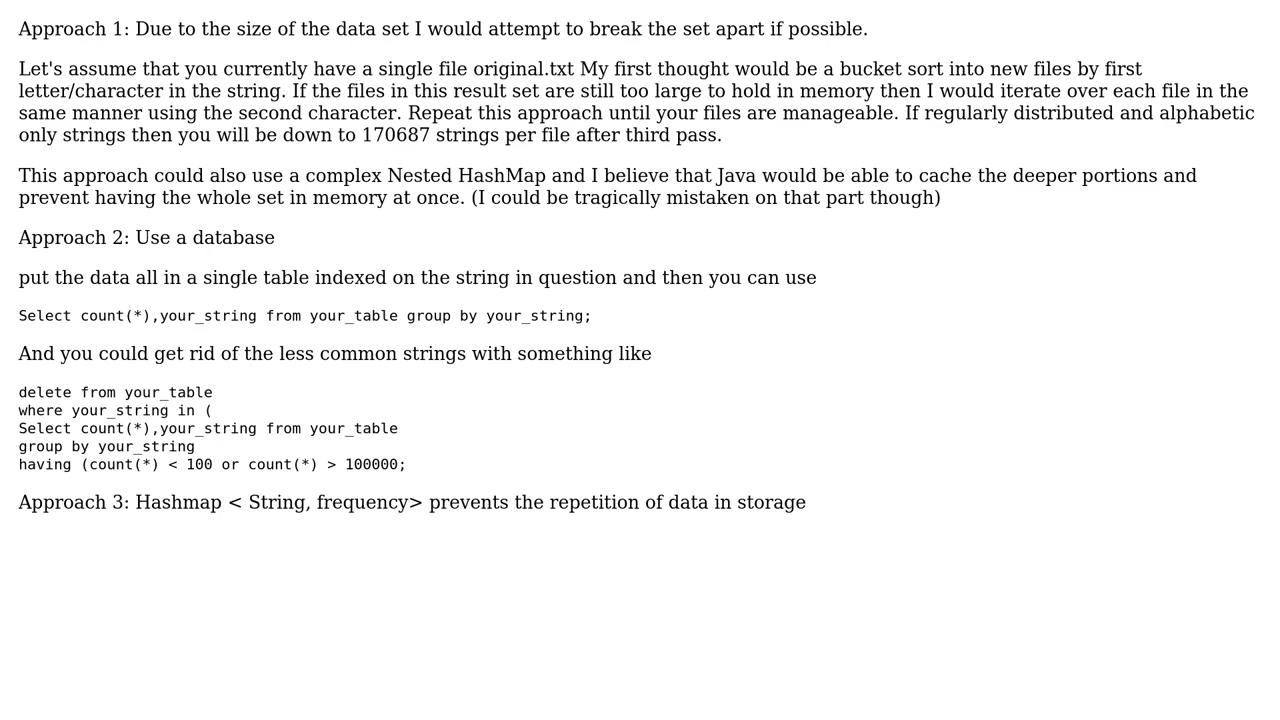 Approach 1: Due to the size of the data set I would attempt to break the set apart if possible.
Let's assume that you currently have a single file original.txt My first thought would be a bucket sort into new files by first
letter/character in the string. If the files in this result set are still too large to hold in memory then I would iterate over each file in the
same manner using the second character. Repeat this approach until your files are manageable. If regularly distributed and alphabetic
only strings then you will be down to 170687 strings per file after third pass.
This approach could also use a complex Nested HashMap and I believe that Java would be able to cache the deeper portions and
prevent having the whole set in memory at once. (I could be tragically mistaken on that part though)
Approach 2: Use a database
put the data all in a single table indexed on the string in question and then you can use
Select count(*),your_string from your_table group by your_string;
And you could get rid of the less common strings with something like
delete from your_table
where your_string in (
Select count(*),your_string from your_table
group by your_string
having (count(*) < 100 or count(*) > 100000;
Approach 3: Hashmap < String, frequency> prevents the repetition of data in storage